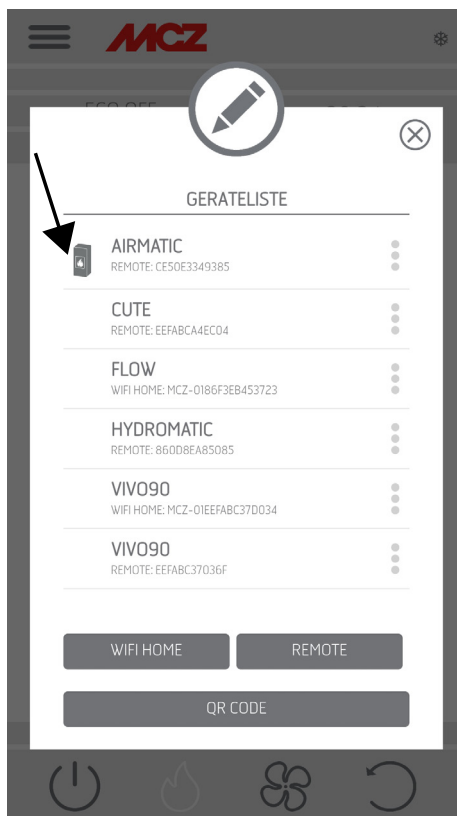 MCZ
GERATELISTE
AIRMATIC
REMOTE: CE50E3349385
CUTE
REMOTE: EEFABCA4EC04
FLOW
WIFI HOME: MCZ-0186F3EB453723
HYDROMATIC
REMOTE: 860D8EA85085
VIVO90
WIFI HOME: MCZ-01EEFABC37D034
VIVO90
REMOTE: EEFABC37036F
WIFI HOME
REMOTE
QR CODE